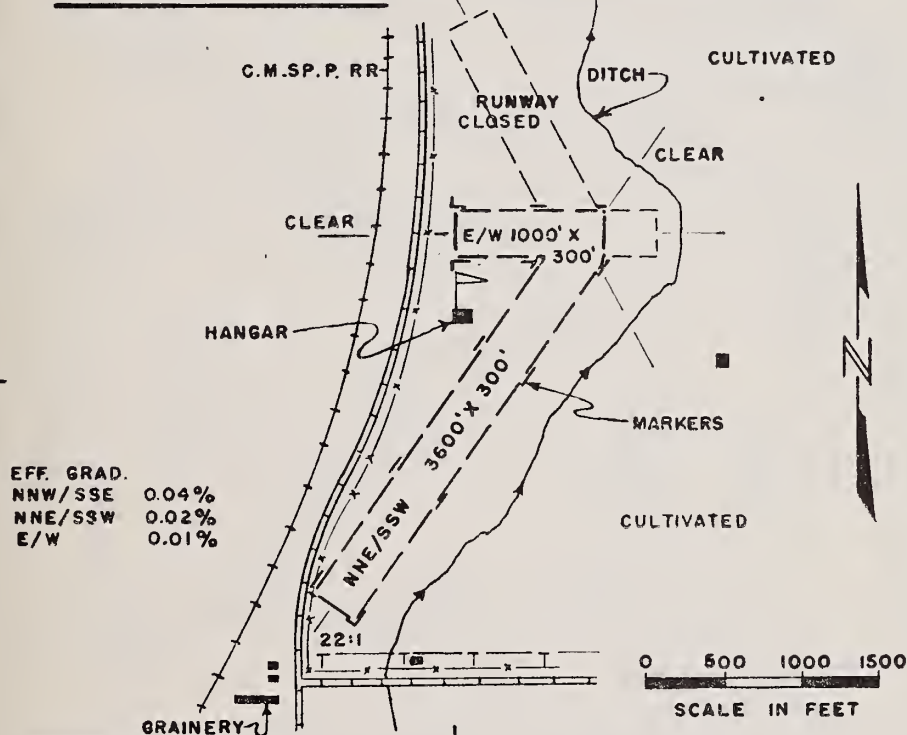 C.M.SP.P. RR
DITCH
CULTIVATED
RUNWAY
CLOSED
CLEAR
CLEAR
E/W 1000' X
300'
HANGAR
N
3600' X 300'
MARKERS
EFF. GRAD.
NNW/SSE 0.04%
NNE/SSW 0.02%
E/W 0.01%
NNE/SSW
CULTIVATED
22:1
0 500 1000 1500
SCALE IN FEET
GRAINERY